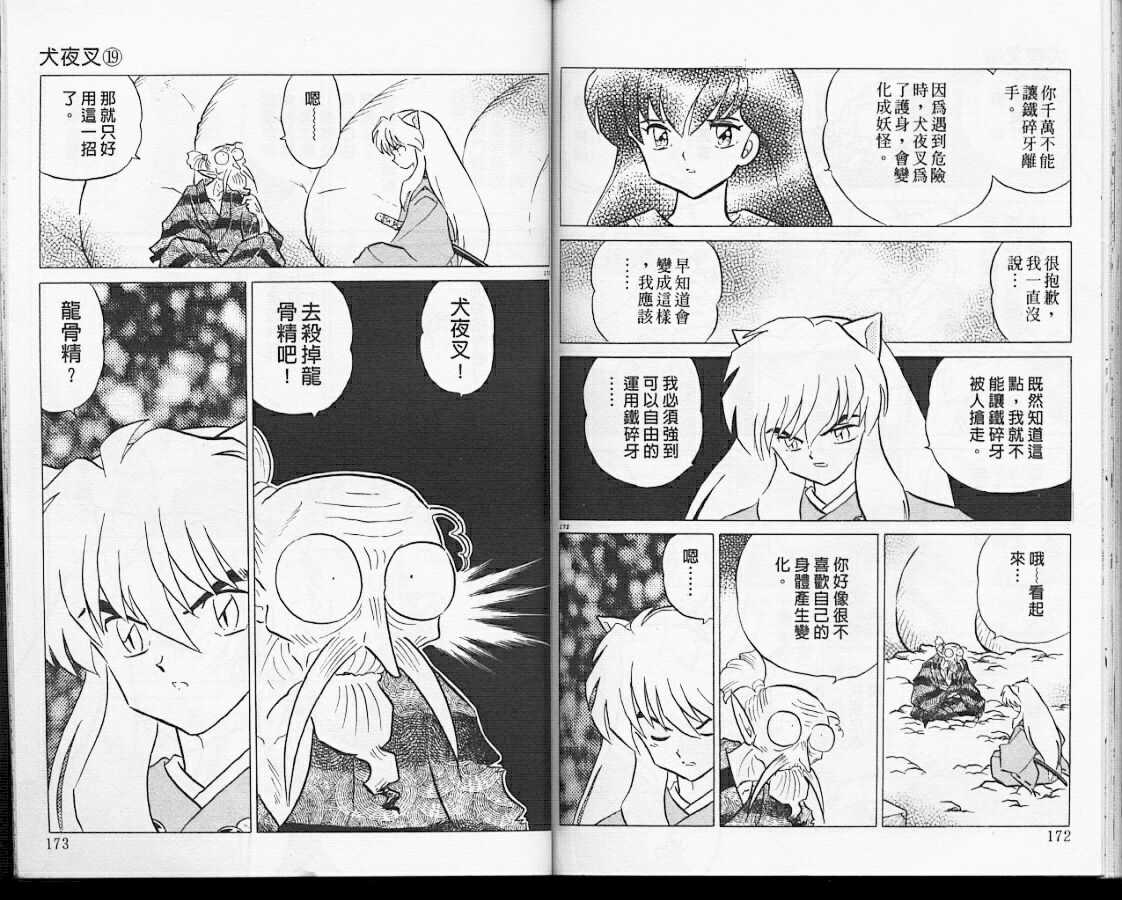 你千萬不能
讓鐵碎牙離
手。
因為遇到危險
時，犬夜叉為
了護身，會變
化成妖怪。
很抱歉，
我一直沒
說…
早知道會
變成這樣
，我應該
……
既然知道這
點，我就不
能讓鐵碎牙
被人搶走。
我必須強到
可以自由的
運用鐵碎牙
……
172
哦～看起
來…
你好像很不
喜歡自己的
身體產生變
化。
嗯……
172
犬夜叉⑲
嗯～
那就只好
用這一招
了。
犬夜叉！
去殺掉龍
骨精吧！
龍骨精？
173